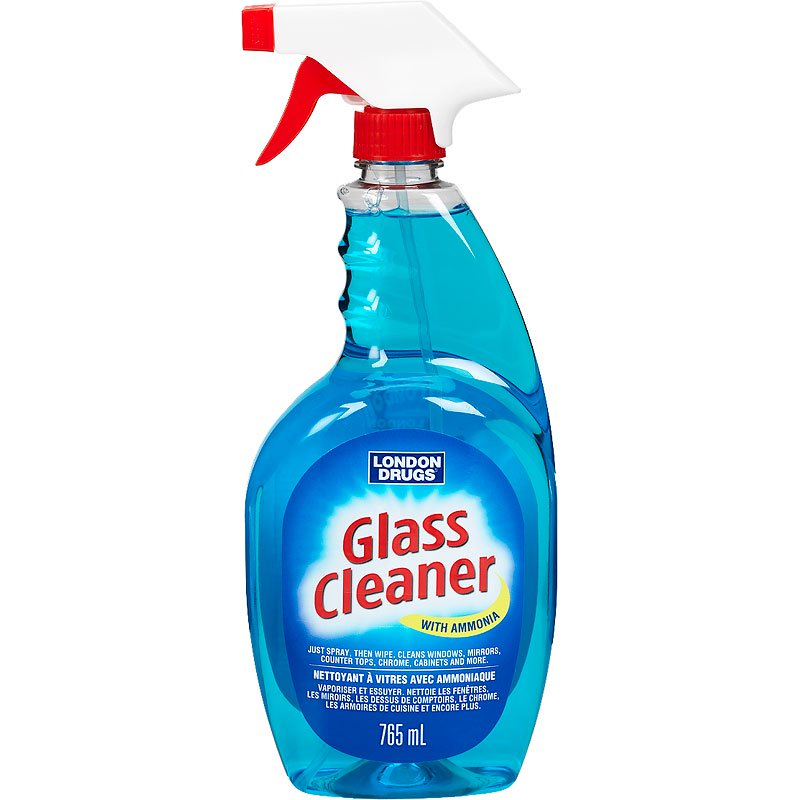 LONDON
DRUGS
Glass
Cleaner
WITH AMMONIA
JUST SPRAY, THEN WIPE. CLEANS WINDOWS, MIRRORS,
COUNTER TOPS, CHROME, CABINETS AND MORE.
NETTOYANT À VITRES AVEC AMMONIAQUE
VAPORISER ET ESSUYER. NETTOIE LES FENÊTRES,
LES MIROIRS, LES DESSUS DE COMPTOIRS, LE CHROME,
LES ARMOIRES DE CUISINE ET ENCORE PLUS.
765 mL